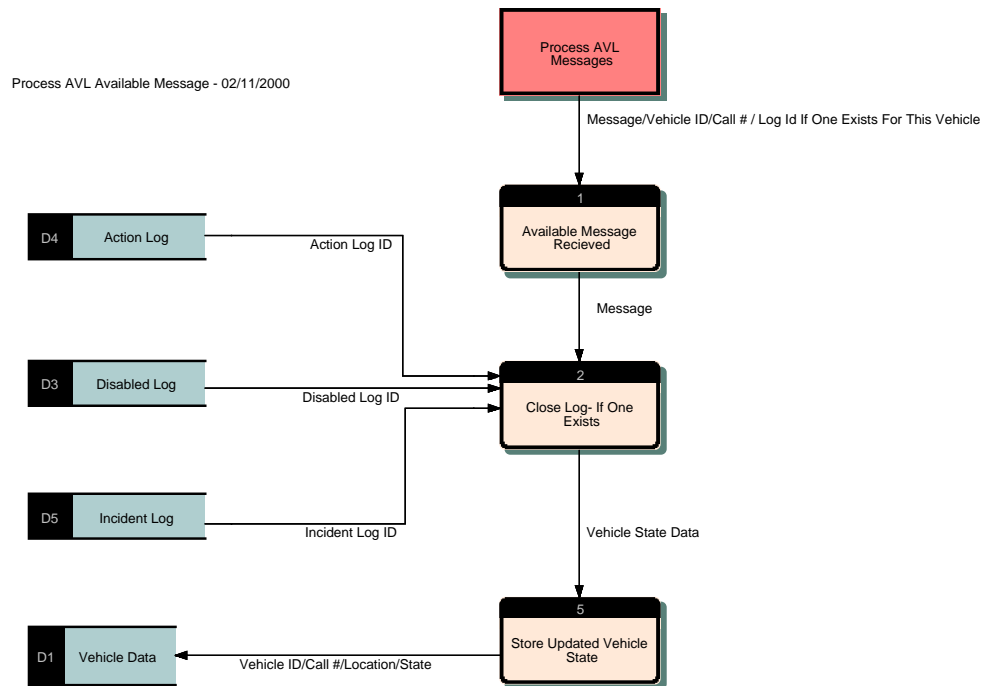 Process AVL
Messages
Process AVL Available Message - 02/11/2000
Message/Vehicle ID/Call # / Log Id If One Exists For This Vehicle
1
Available Message
Recieved
D4
Action Log
Action Log ID
Message
2
Close Log- If One
Exists
D3
Disabled Log
Disabled Log ID
D5
Incident Log
Incident Log ID
Vehicle State Data
5
Store Updated Vehicle
State
D1
Vehicle Data
Vehicle ID/Call #/Location/State